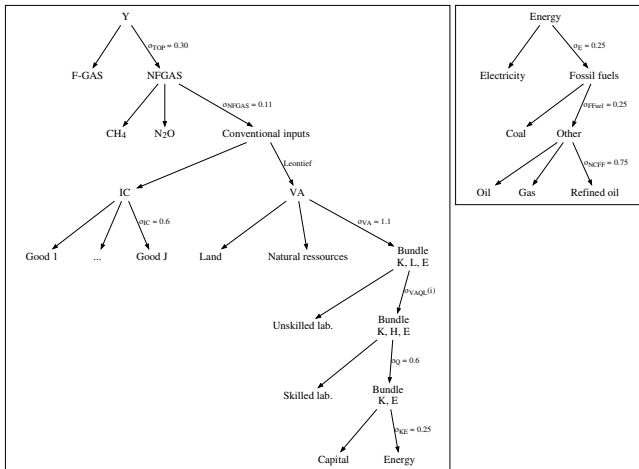 Y
σTOP = 0.30
F-GAS NFGAS
σNFGAS = 0.11
CH4 N2O Conventional inputs
Leontief
IC VA
σIC = 0.6 σVA = 1.1
Good 1 ... Good J Land Natural ressources Bundle
K, L, E
σVAQL(i)
Unskilled lab. Bundle
K, H, E
σQ = 0.6
Skilled lab. Bundle
K, E
σKE = 0.25
Capital Energy
Energy
σE = 0.25
Electricity Fossil fuels
σFFuel = 0.25
Coal Other
σNCFF = 0.75
Oil Gas Refined oil